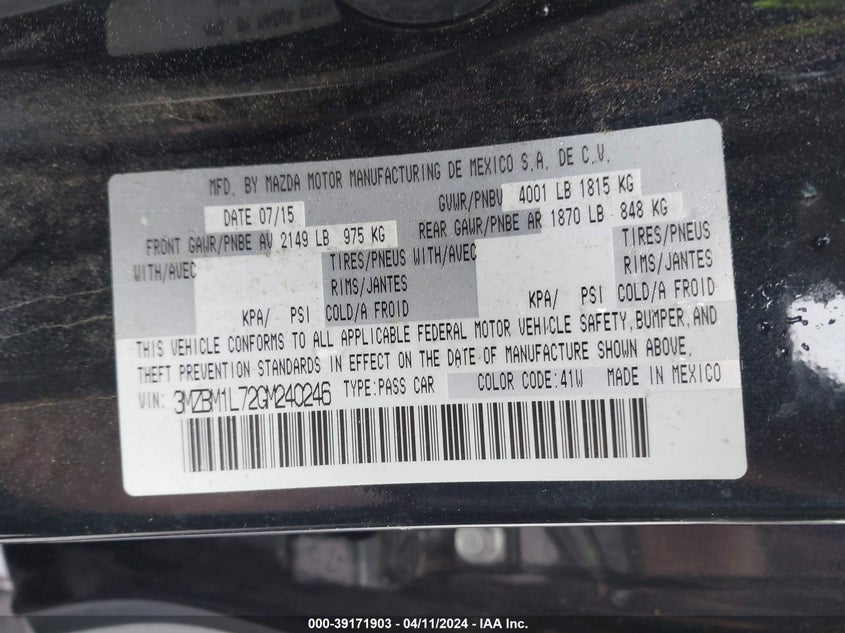 MFD. BY MAZDA MOTOR MANUFACTURING DE MEXICO S.A. DE C.V.
DATE 07/15 GVWR/PNBV 4001 LB 1815 KG
FRONT GAWR/PNBE AV 2149 LB 975 KG REAR GAWR/PNBE AR 1870 LB 848 KG
WITH/AVEC TIRES/PNEUS WITH/AVEC TIRES/PNEUS
RIMS/JANTES RIMS/JANTES
KPA/ PSI COLD/A FROID KPA/ PSI COLD/A FROID
THIS VEHICLE CONFORMS TO ALL APPLICABLE FEDERAL MOTOR VEHICLE SAFETY, BUMPER, AND
THEFT PREVENTION STANDARDS IN EFFECT ON THE DATE OF MANUFACTURE SHOWN ABOVE.
VIN: 3MZBM1L72GM240246 TYPE:PASS CAR COLOR CODE:41W MADE IN MEXICO
000-39171903 - 04/11/2024 - IAA Inc.